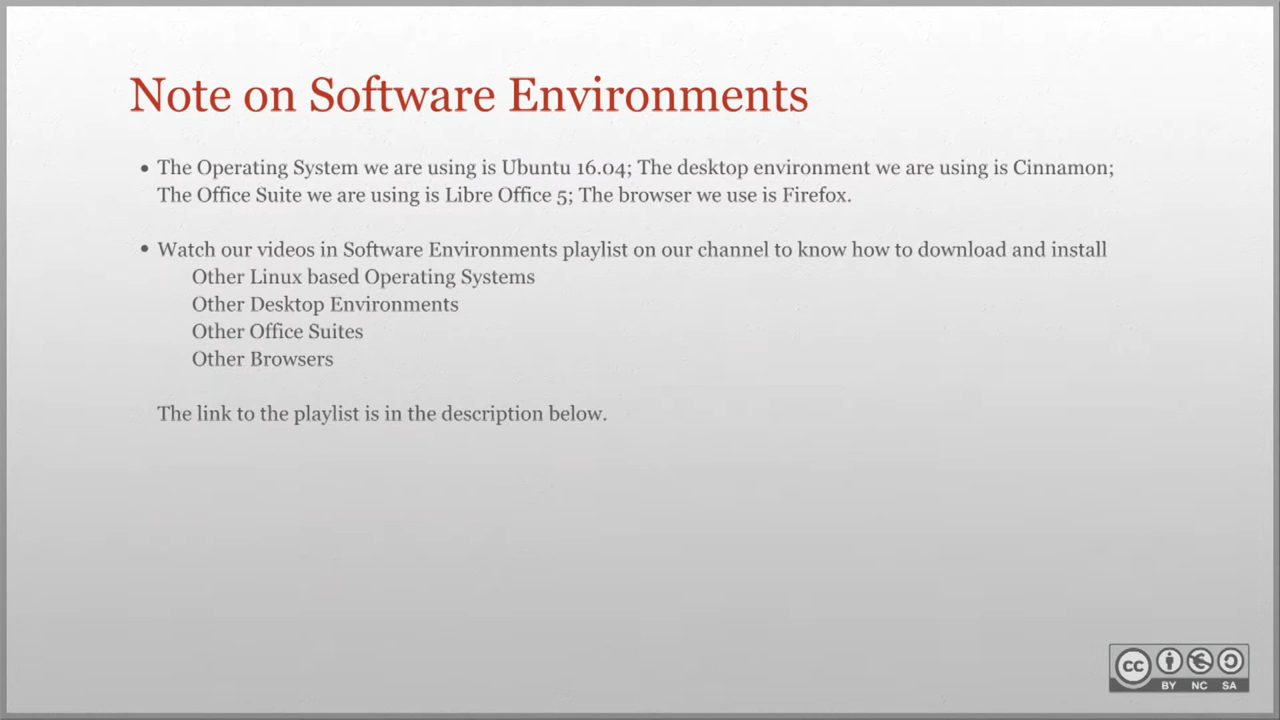 Note on Software Environments
• The Operating System we are using is Ubuntu 16.04; The desktop environment we are using is Cinnamon;
The Office Suite we are using is Libre Office 5; The browser we use is Firefox.
• Watch our videos in Software Environments playlist on our channel to know how to download and install
Other Linux based Operating Systems
Other Desktop Environments
Other Office Suites
Other Browsers
The link to the playlist is in the description below.
cc
BY NC SA